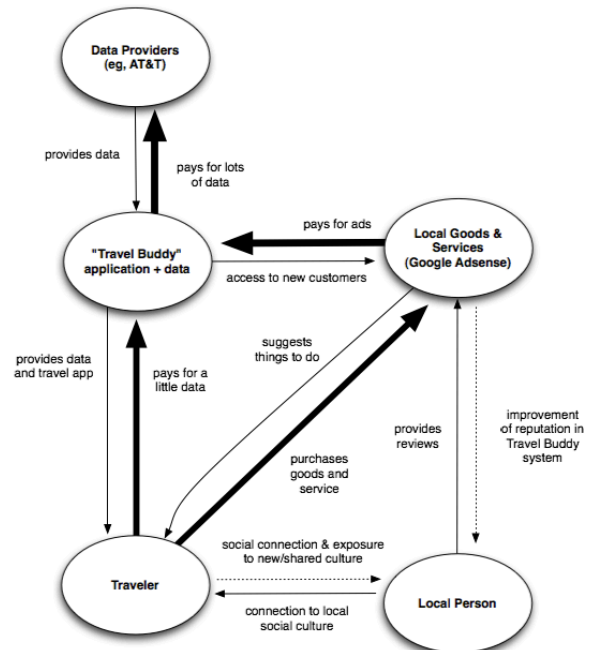 Data Providers
(eg, AT&T)
provides data
pays for lots
of data
pays for ads
Local Goods &
Services
(Google Adsense)
"Travel Buddy"
application + data
access to new customers
suggests
things to do
provides data
and travel app
pays for a
little data
provides
reviews
improvement
of reputation in
Travel Buddy
system
purchases
goods and
service
social connection & exposure
to new/shared culture
Traveler
Local Person
connection to local
social culture